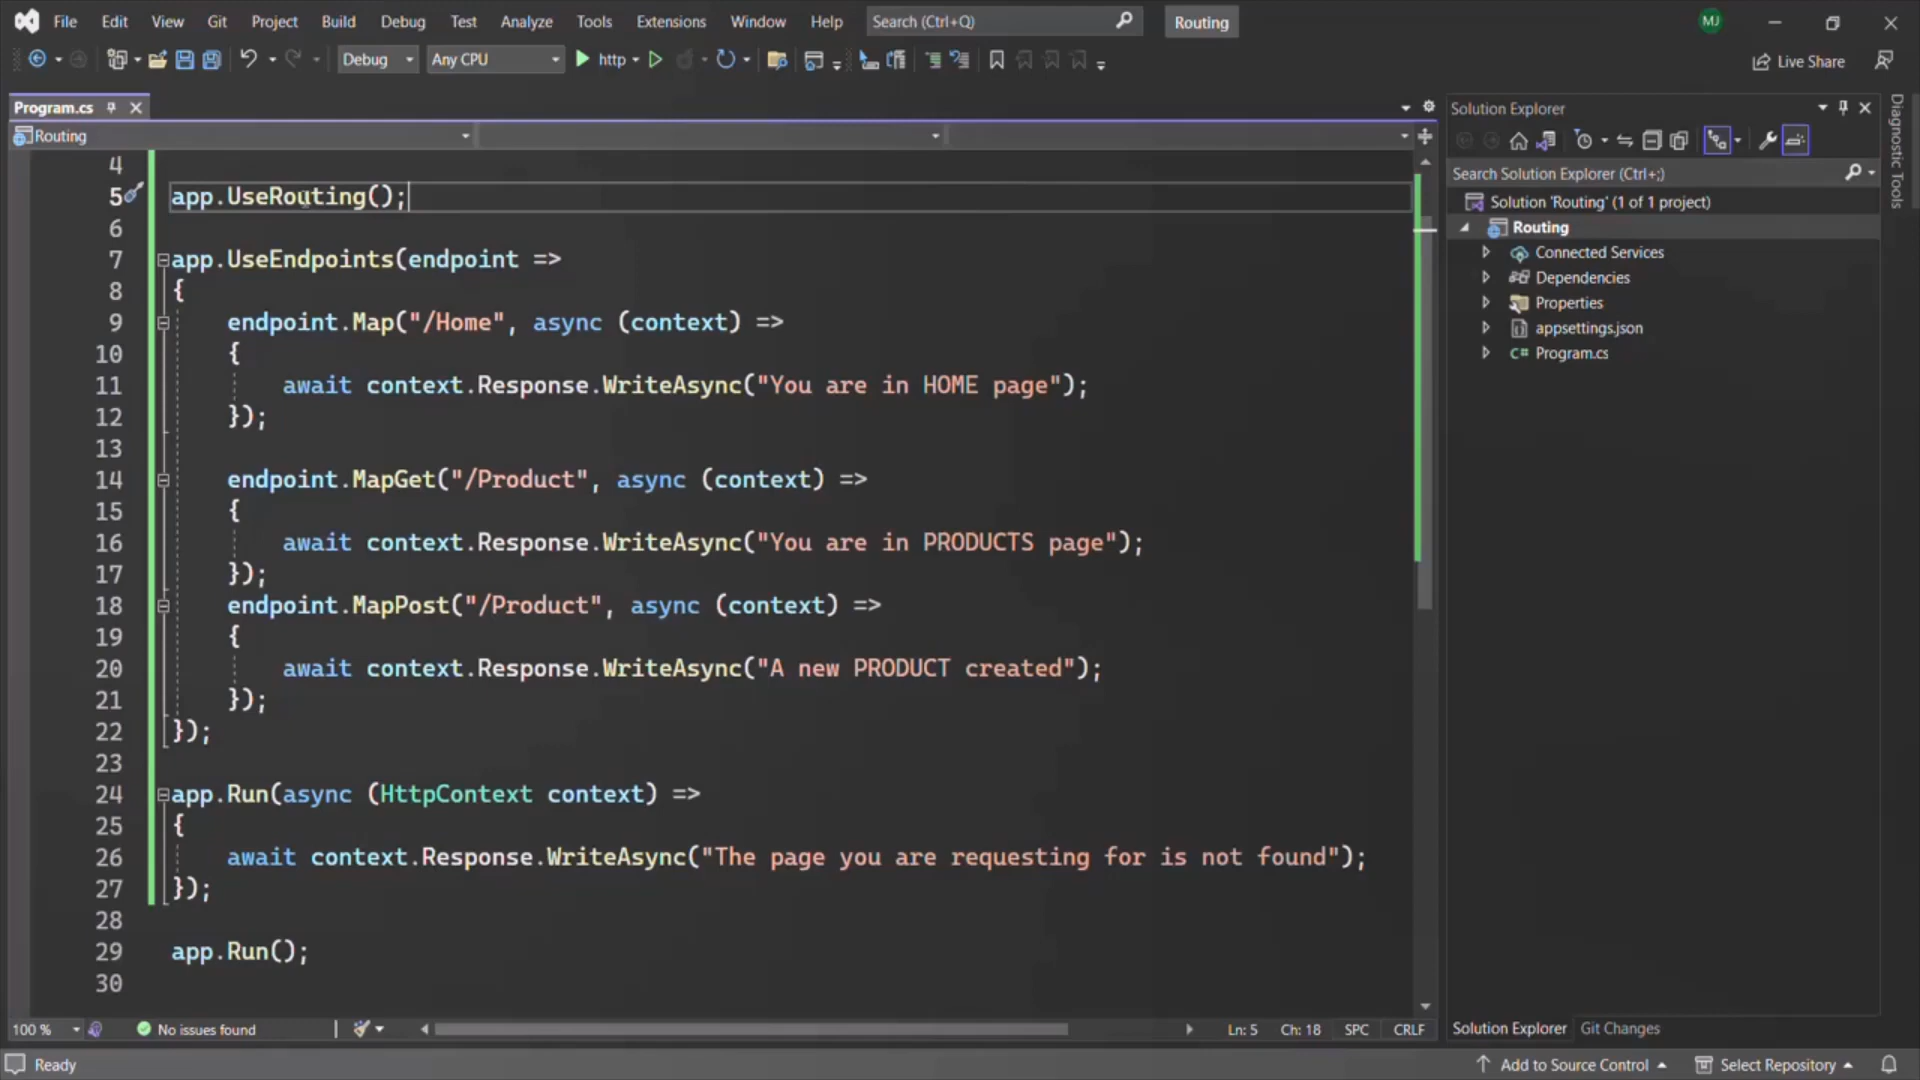 File Edit View Git Project Build Debug Test Analyze Tools Extensions Window Help Search (Ctrl+Q) Routing MJ
Debug Any CPU http Live Share
Program.cs
Routing
4
5 app.UseRouting();
6
7 app.UseEndpoints(endpoint =>
8 {
9 endpoint.Map("/Home", async (context) =>
10 {
11 await context.Response.WriteAsync("You are in HOME page");
12 });
13
14 endpoint.MapGet("/Product", async (context) =>
15 {
16 await context.Response.WriteAsync("You are in PRODUCTS page");
17 });
18 endpoint.MapPost("/Product", async (context) =>
19 {
20 await context.Response.WriteAsync("A new PRODUCT created");
21 });
22 });
23
24 app.Run(async (HttpContext context) =>
25 {
26 await context.Response.WriteAsync("The page you are requesting for is not found");
27 });
28
29 app.Run();
30
100 % No issues found Ln: 5 Ch: 18 SPC CRLF
Solution Explorer
Search Solution Explorer (Ctrl+;)
Solution 'Routing' (1 of 1 project)
Routing
Connected Services
Dependencies
Properties
appsettings.json
C# Program.cs
Solution Explorer Git Changes
Diagnostic Tools
Ready Add to Source Control Select Repository